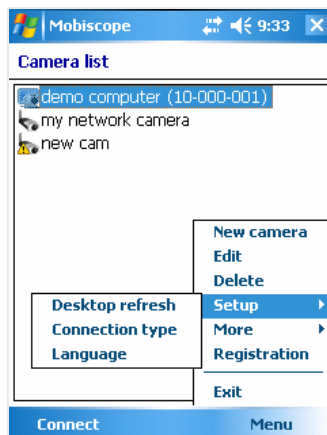 Mobiscope 9:33
Camera list
demo computer (10-000-001)
my network camera
new cam
New camera
Edit
Delete
Desktop refresh Setup
Connection type More
Language Registration
Exit
Connect Menu